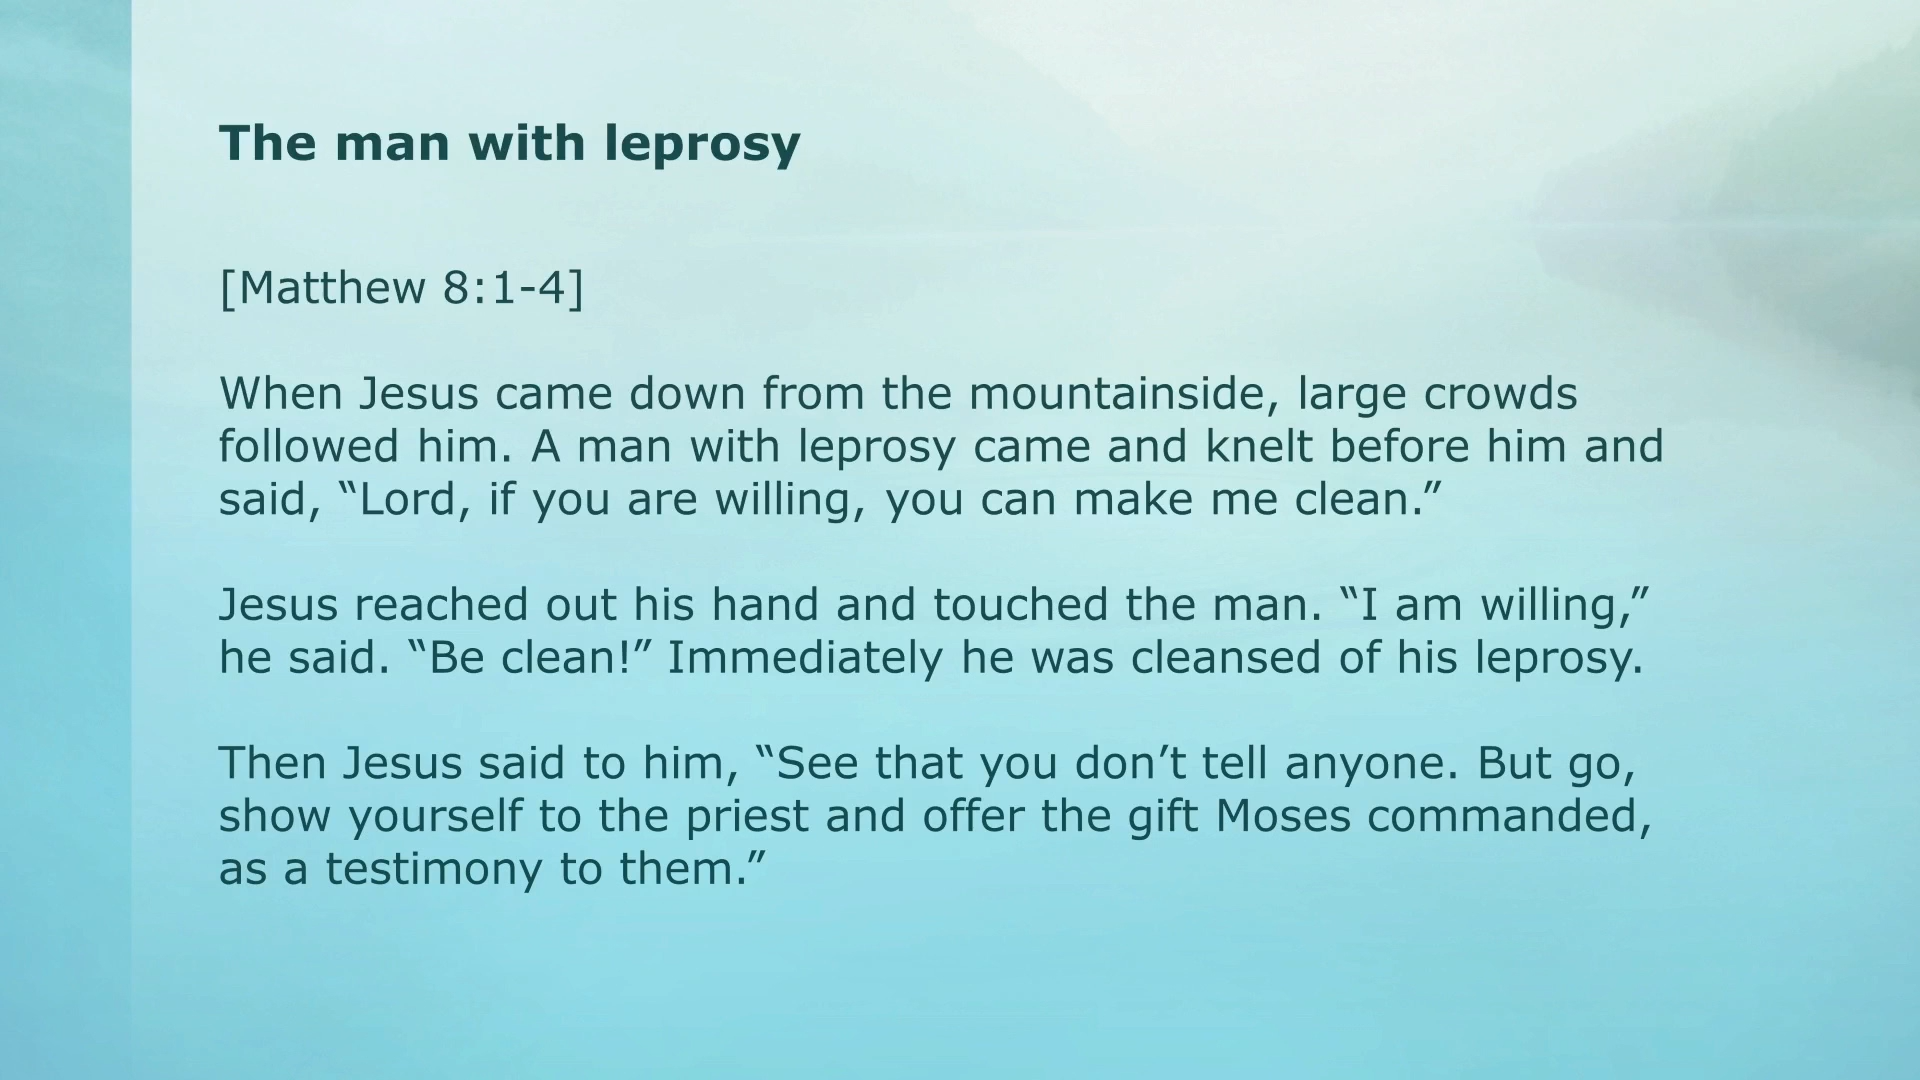 The man with leprosy
[Matthew 8:1-4]
When Jesus came down from the mountainside, large crowds
followed him. A man with leprosy came and knelt before him and
said, “Lord, if you are willing, you can make me clean.”
Jesus reached out his hand and touched the man. “I am willing,”
he said. “Be clean!” Immediately he was cleansed of his leprosy.
Then Jesus said to him, “See that you don’t tell anyone. But go,
show yourself to the priest and offer the gift Moses commanded,
as a testimony to them.”